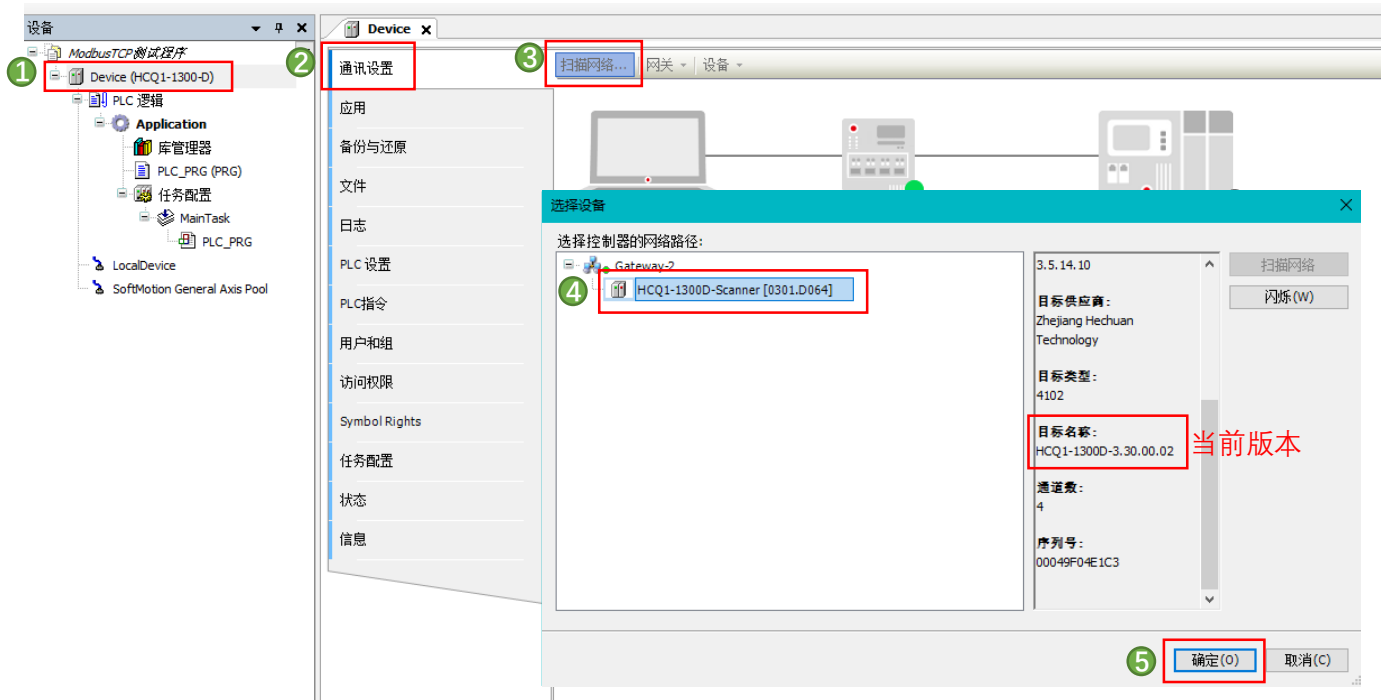 设备
ModbusTCP测试程序
1
Device (HCQ1-1300-D)
PLC 逻辑
Application
库管理器
PLC_PRG (PRG)
任务配置
MainTask
PLC_PRG
LocalDevice
SoftMotion General Axis Pool
Device
2
通讯设置
应用
备份与还原
文件
日志
PLC 设置
PLC指令
用户和组
访问权限
Symbol Rights
任务配置
状态
信息
3
扫描网络...
网关
设备
选择设备
选择控制器的网络路径:
Gateway-2
4
HCQ1-1300D-Scanner [0301.D064]
3.5.14.10
目标供应商:
Zhejiang Hechuan
Technology
目标类型:
4102
目标名称:
HCQ1-1300D-3.30.00.02
当前版本
通道数:
4
序列号:
00049F04E1C3
扫描网络
闪烁(W)
5
确定(O)
取消(C)